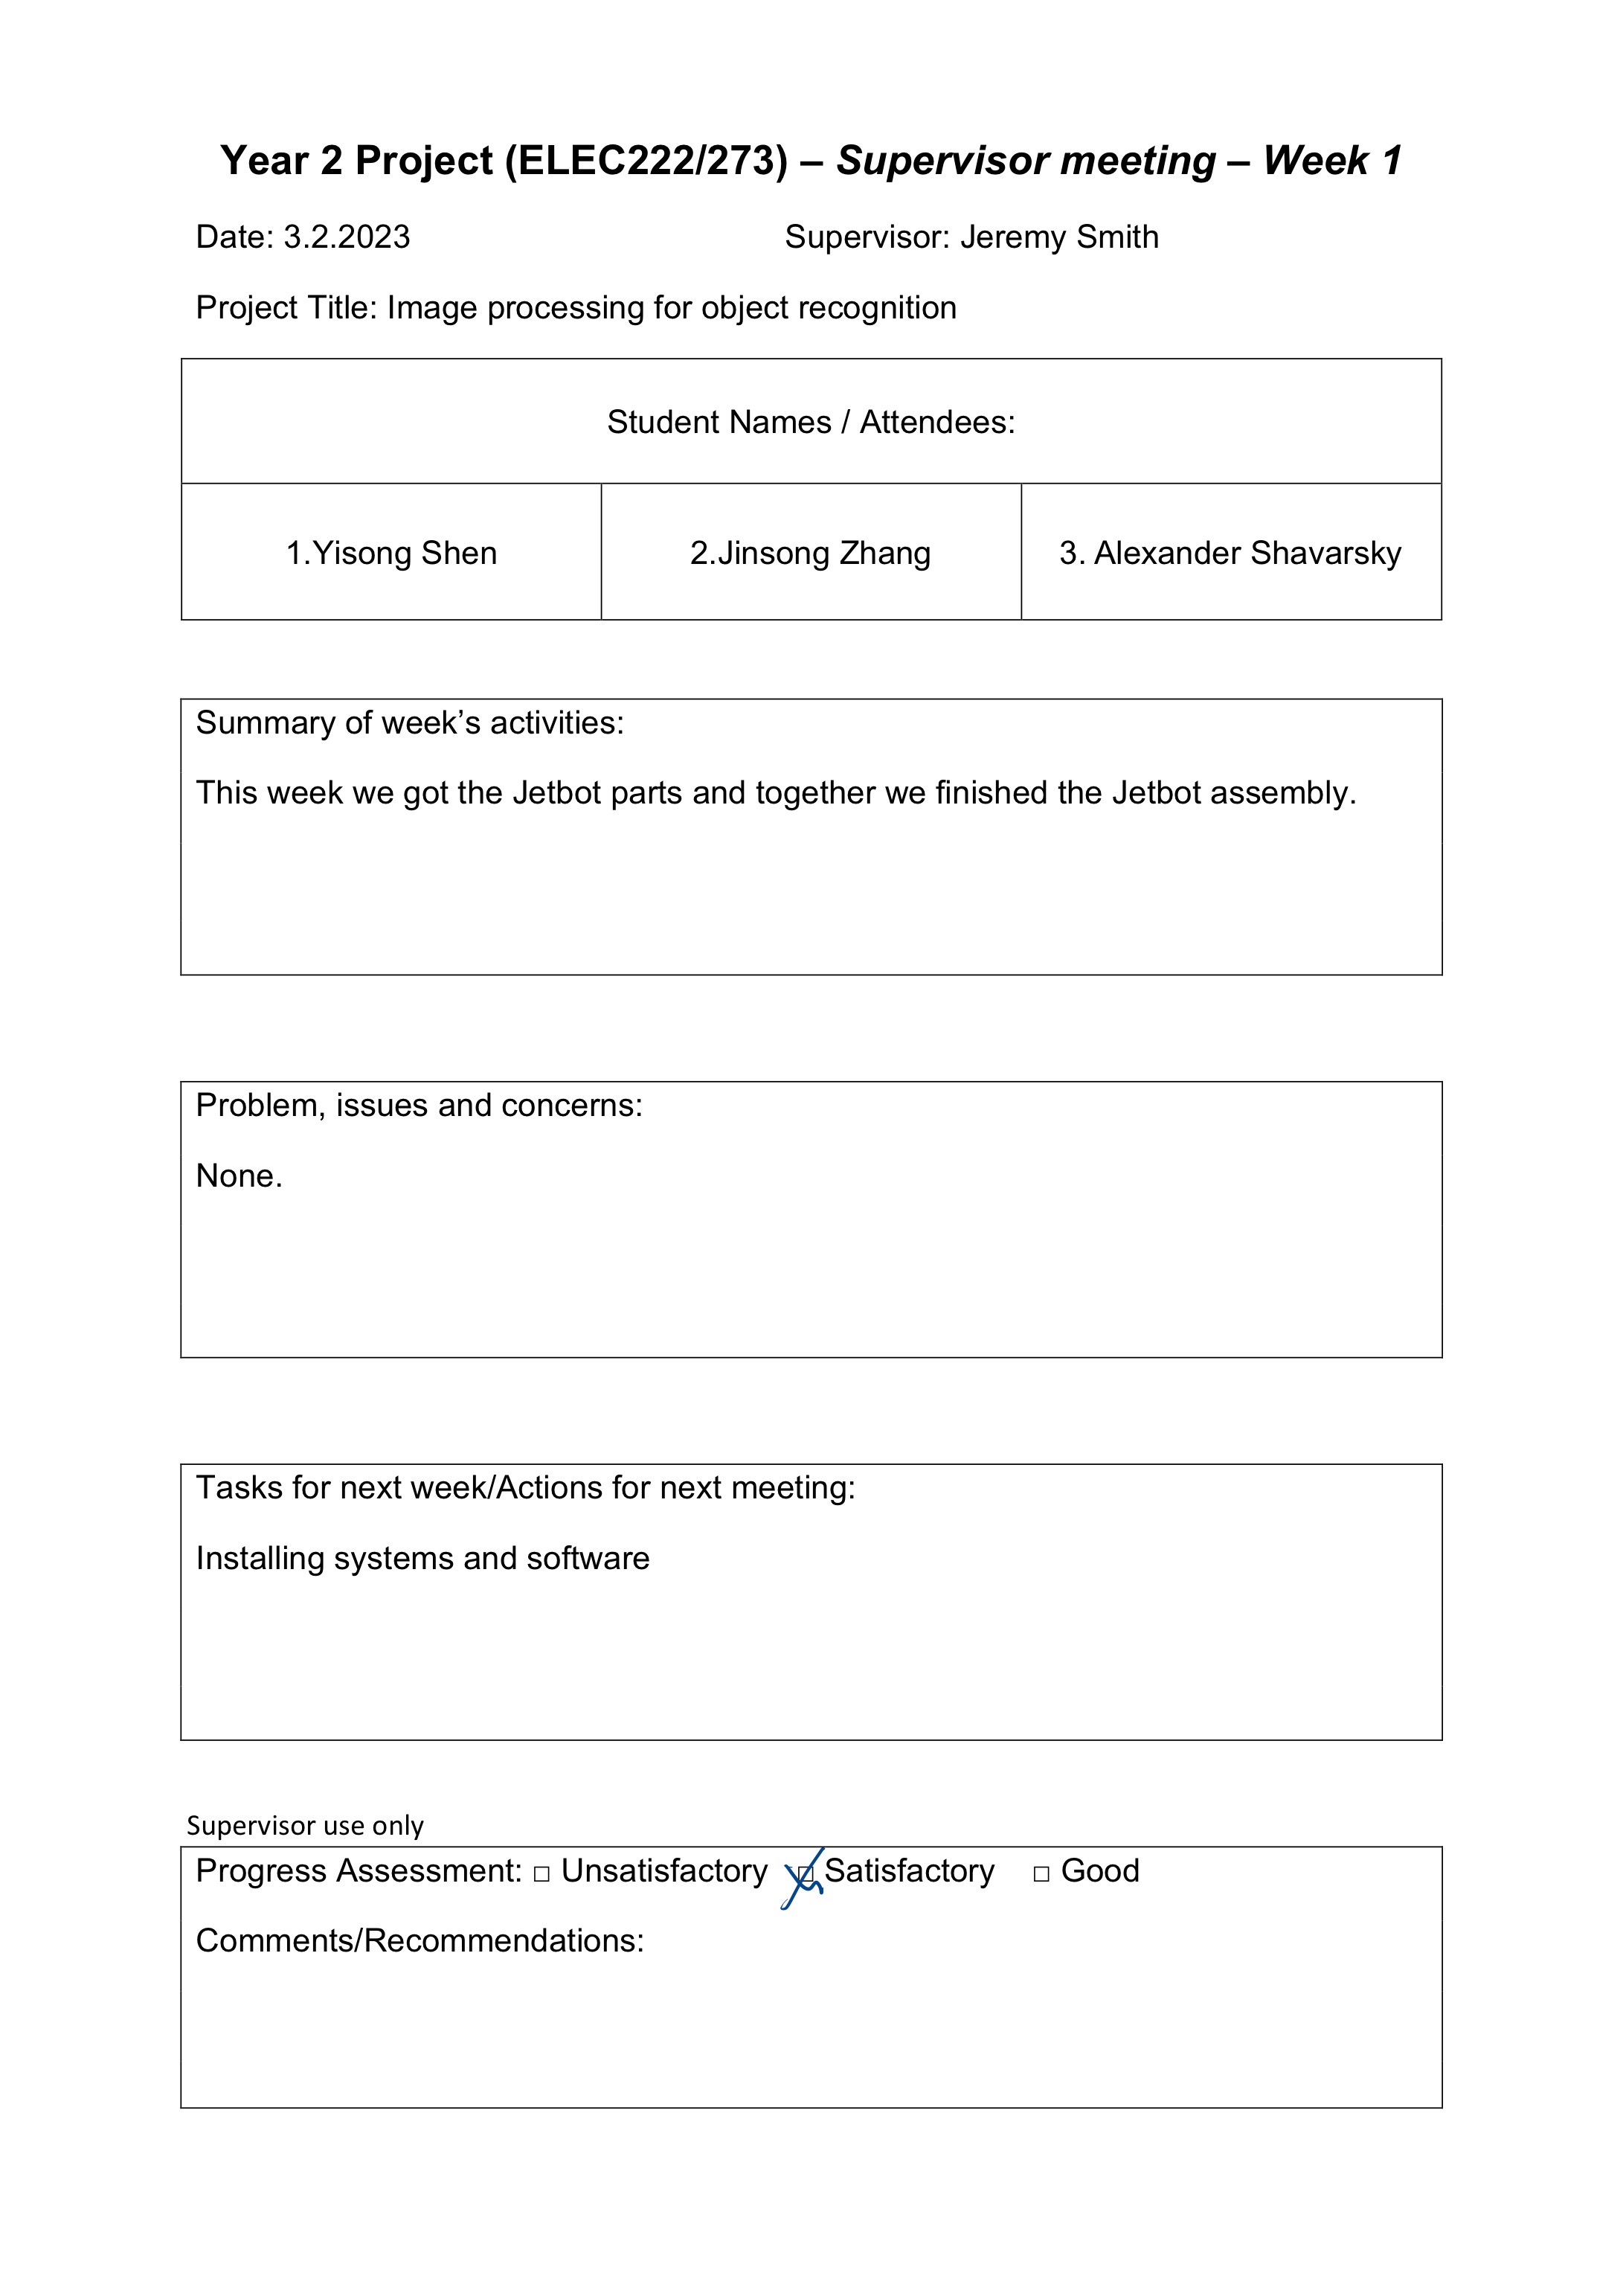 Year 2 Project (ELEC222/273) – Supervisor meeting – Week 1
Date: 3.2.2023 Supervisor: Jeremy Smith
Project Title: Image processing for object recognition
Student Names / Attendees:
1.Yisong Shen 2.Jinsong Zhang 3. Alexander Shavarsky
Summary of week’s activities:
This week we got the Jetbot parts and together we finished the Jetbot assembly.
Problem, issues and concerns:
None.
Tasks for next week/Actions for next meeting:
Installing systems and software
Supervisor use only
Progress Assessment: □ Unsatisfactory □ Satisfactory □ Good
Comments/Recommendations: